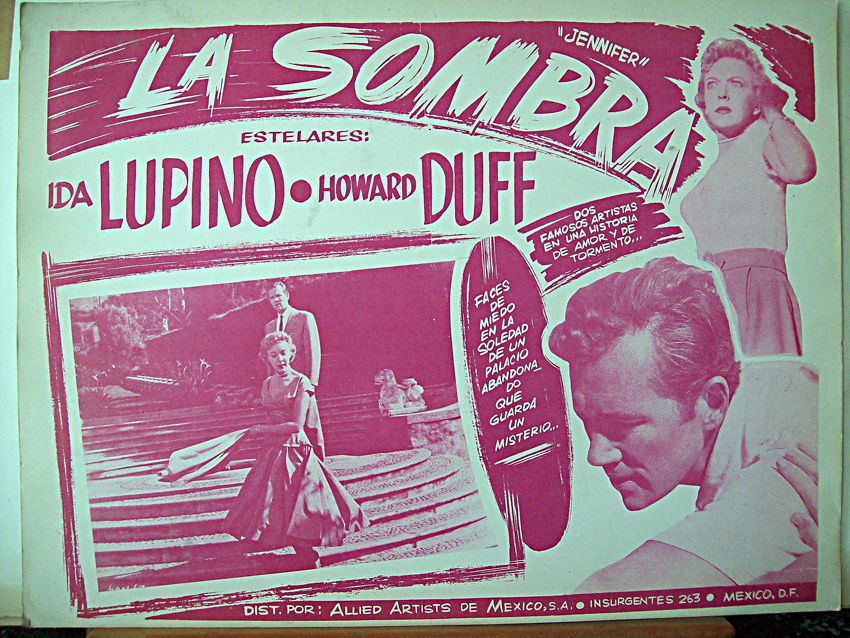 LA SOMBRA
"JENNIFER"
ESTELARES:
IDA LUPINO • HOWARD DUFF
DOS
FAMOSOS ARTISTAS
EN UNA HISTORIA
DE AMOR Y DE
TORMENTO...
FACES
DE
MIEDO
EN LA
SOLEDAD
DE UN
PALACIO
ABANDONA
DO
QUE
GUARDA
UN
MISTERIO...
DIST. POR: ALLIED ARTISTS DE MEXICO, S.A. • INSURGENTES 263 • MEXICO, D.F.